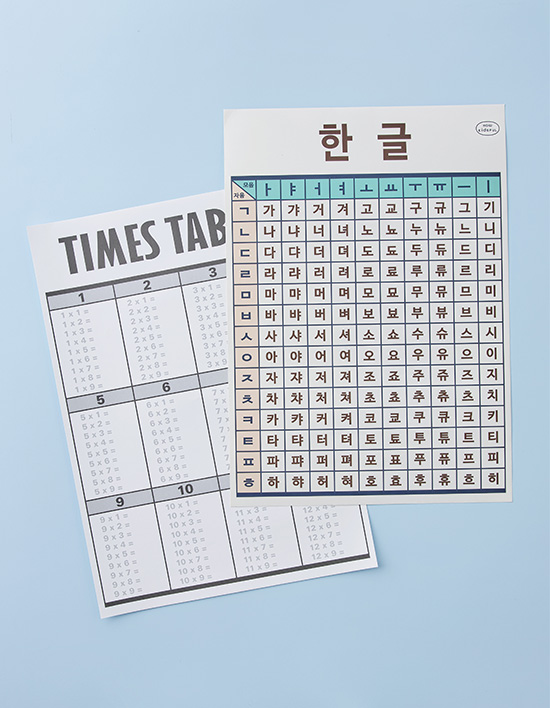 한글
모음
자음
ㅏ ㅑ ㅓ ㅕ ㅗ ㅛ ㅜ ㅠ ㅡ ㅣ
ㄱ 가 갸 거 겨 고 교 구 규 그 기
ㄴ 나 냐 너 녀 노 뇨 누 뉴 느 니
ㄷ 다 댜 더 뎌 도 됴 두 듀 드 디
ㄹ 라 랴 러 려 로 료 루 류 르 리
ㅁ 마 먀 머 며 모 묘 무 뮤 므 미
ㅂ 바 뱌 버 벼 보 뵤 부 뷰 브 비
ㅅ 사 샤 서 셔 소 쇼 수 슈 스 시
ㅇ 아 야 어 여 오 요 우 유 으 이
ㅈ 자 쟈 저 져 조 죠 주 쥬 즈 지
ㅊ 차 챠 처 쳐 초 쵸 추 츄 츠 치
ㅋ 카 캬 커 켜 코 쿄 쿠 큐 크 키
ㅌ 타 탸 터 텨 토 툐 투 튜 트 티
ㅍ 파 퍄 퍼 펴 포 표 푸 퓨 프 피
ㅎ 하 햐 허 혀 호 효 후 휴 흐 히
TIMES TAB
1
1 x 1 =
1 x 2 =
1 x 3 =
1 x 4 =
1 x 5 =
1 x 6 =
1 x 7 =
1 x 8 =
1 x 9 =
2
2 x 1 =
2 x 2 =
2 x 3 =
2 x 4 =
2 x 5 =
2 x 6 =
2 x 7 =
2 x 8 =
2 x 9 =
3
3 x 1 =
3 x 2 =
3 x 3 =
3 x 4 =
3 x 5 =
3 x 6 =
3 x 7 =
3 x 8 =
3 x 9 =
5
5 x 1 =
5 x 2 =
5 x 3 =
5 x 4 =
5 x 5 =
5 x 6 =
5 x 7 =
5 x 8 =
5 x 9 =
6
6 x 1 =
6 x 2 =
6 x 3 =
6 x 4 =
6 x 5 =
6 x 6 =
6 x 7 =
6 x 8 =
6 x 9 =
9
9 x 1 =
9 x 2 =
9 x 3 =
9 x 4 =
9 x 5 =
9 x 6 =
9 x 7 =
9 x 8 =
9 x 9 =
10
10 x 1 =
10 x 2 =
10 x 3 =
10 x 4 =
10 x 5 =
10 x 6 =
10 x 7 =
10 x 8 =
10 x 9 =
11 x 3 =
11 x 4 =
11 x 5 =
11 x 6 =
11 x 7 =
11 x 8 =
11 x 9 =
12 x 4 =
12 x 5 =
12 x 6 =
12 x 7 =
12 x 8 =
12 x 9 =